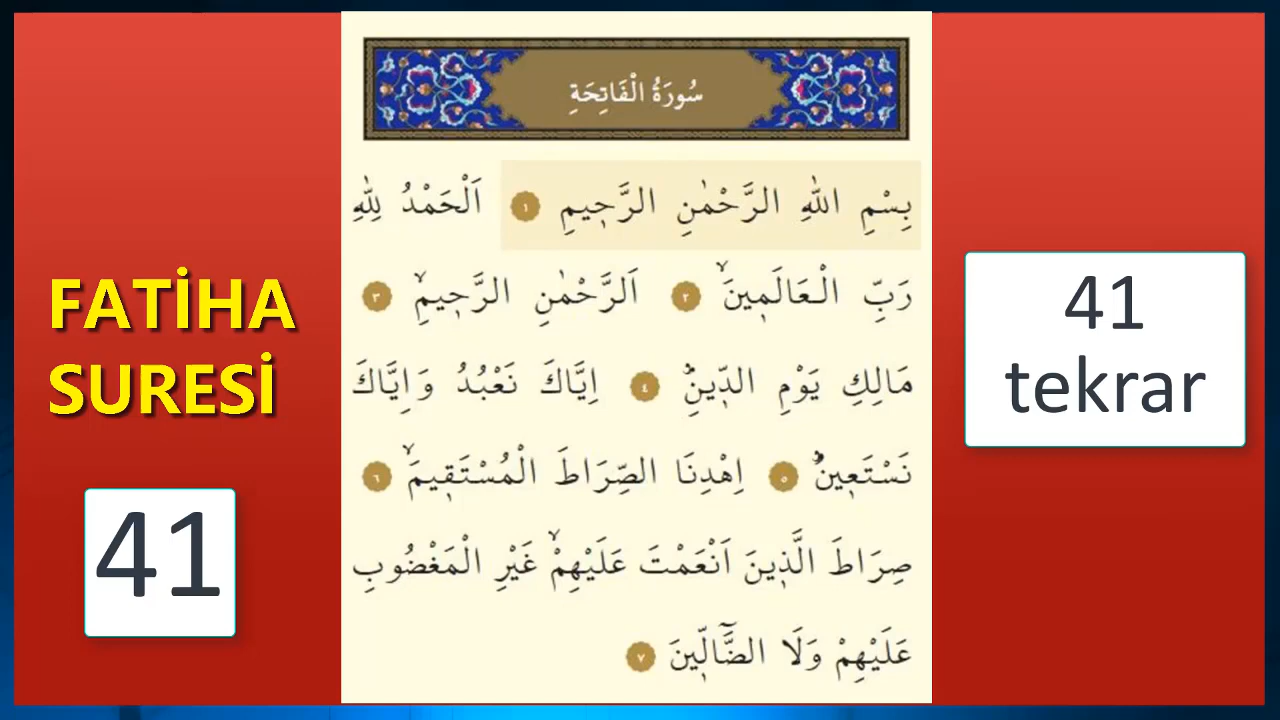 FATİHA
SURESİ
41
سُورَةُ الْفَاتِحَةِ
بِسْمِ اللّٰهِ الرَّحْمٰنِ الرَّح۪يمِ ١ اَلْحَمْدُ لِلّٰهِ
رَبِّ الْعَالَم۪ينَۙ ٢ اَلرَّحْمٰنِ الرَّح۪يمِۙ ٣
مَالِكِ يَوْمِ الدّ۪ينِۜ ٤ اِيَّاكَ نَعْبُدُ وَاِيَّاكَ
نَسْتَع۪ينُۜ ٥ اِهْدِنَا الصِّرَاطَ الْمُسْتَق۪يمَۙ ٦
صِرَاطَ الَّذ۪ينَ اَنْعَمْتَ عَلَيْهِمْۙ غَيْرِ الْمَغْضُوبِ
عَلَيْهِمْ وَلَا الضَّٓالّ۪ينَ ٧
41
tekrar